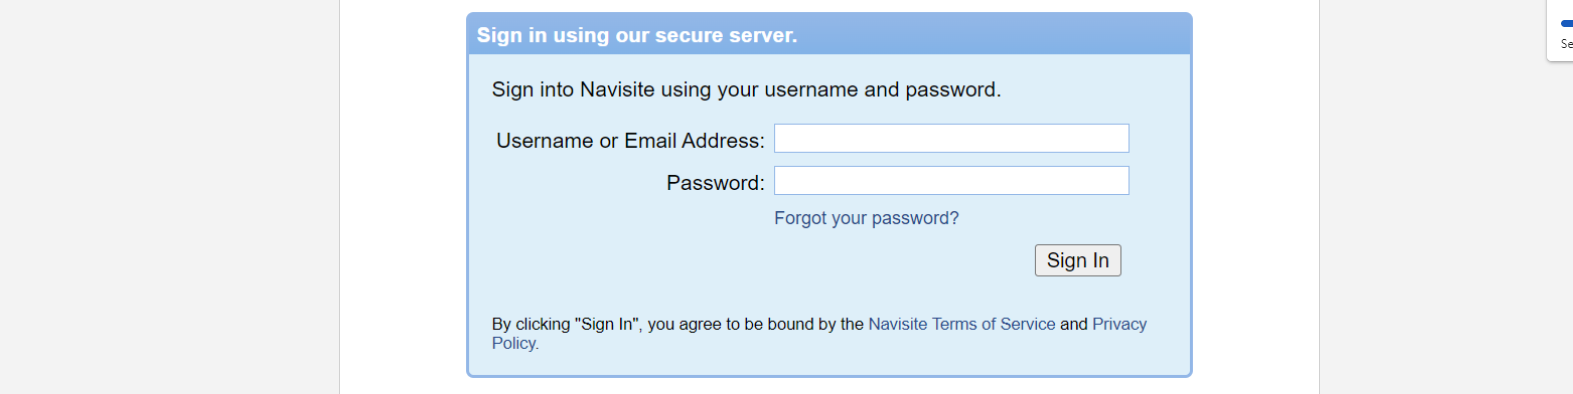 Sign in using our secure server.
Sign into Navisite using your username and password.
Username or Email Address:
Password:
Forgot your password?
Sign In
By clicking "Sign In", you agree to be bound by the Navisite Terms of Service and Privacy
Policy.